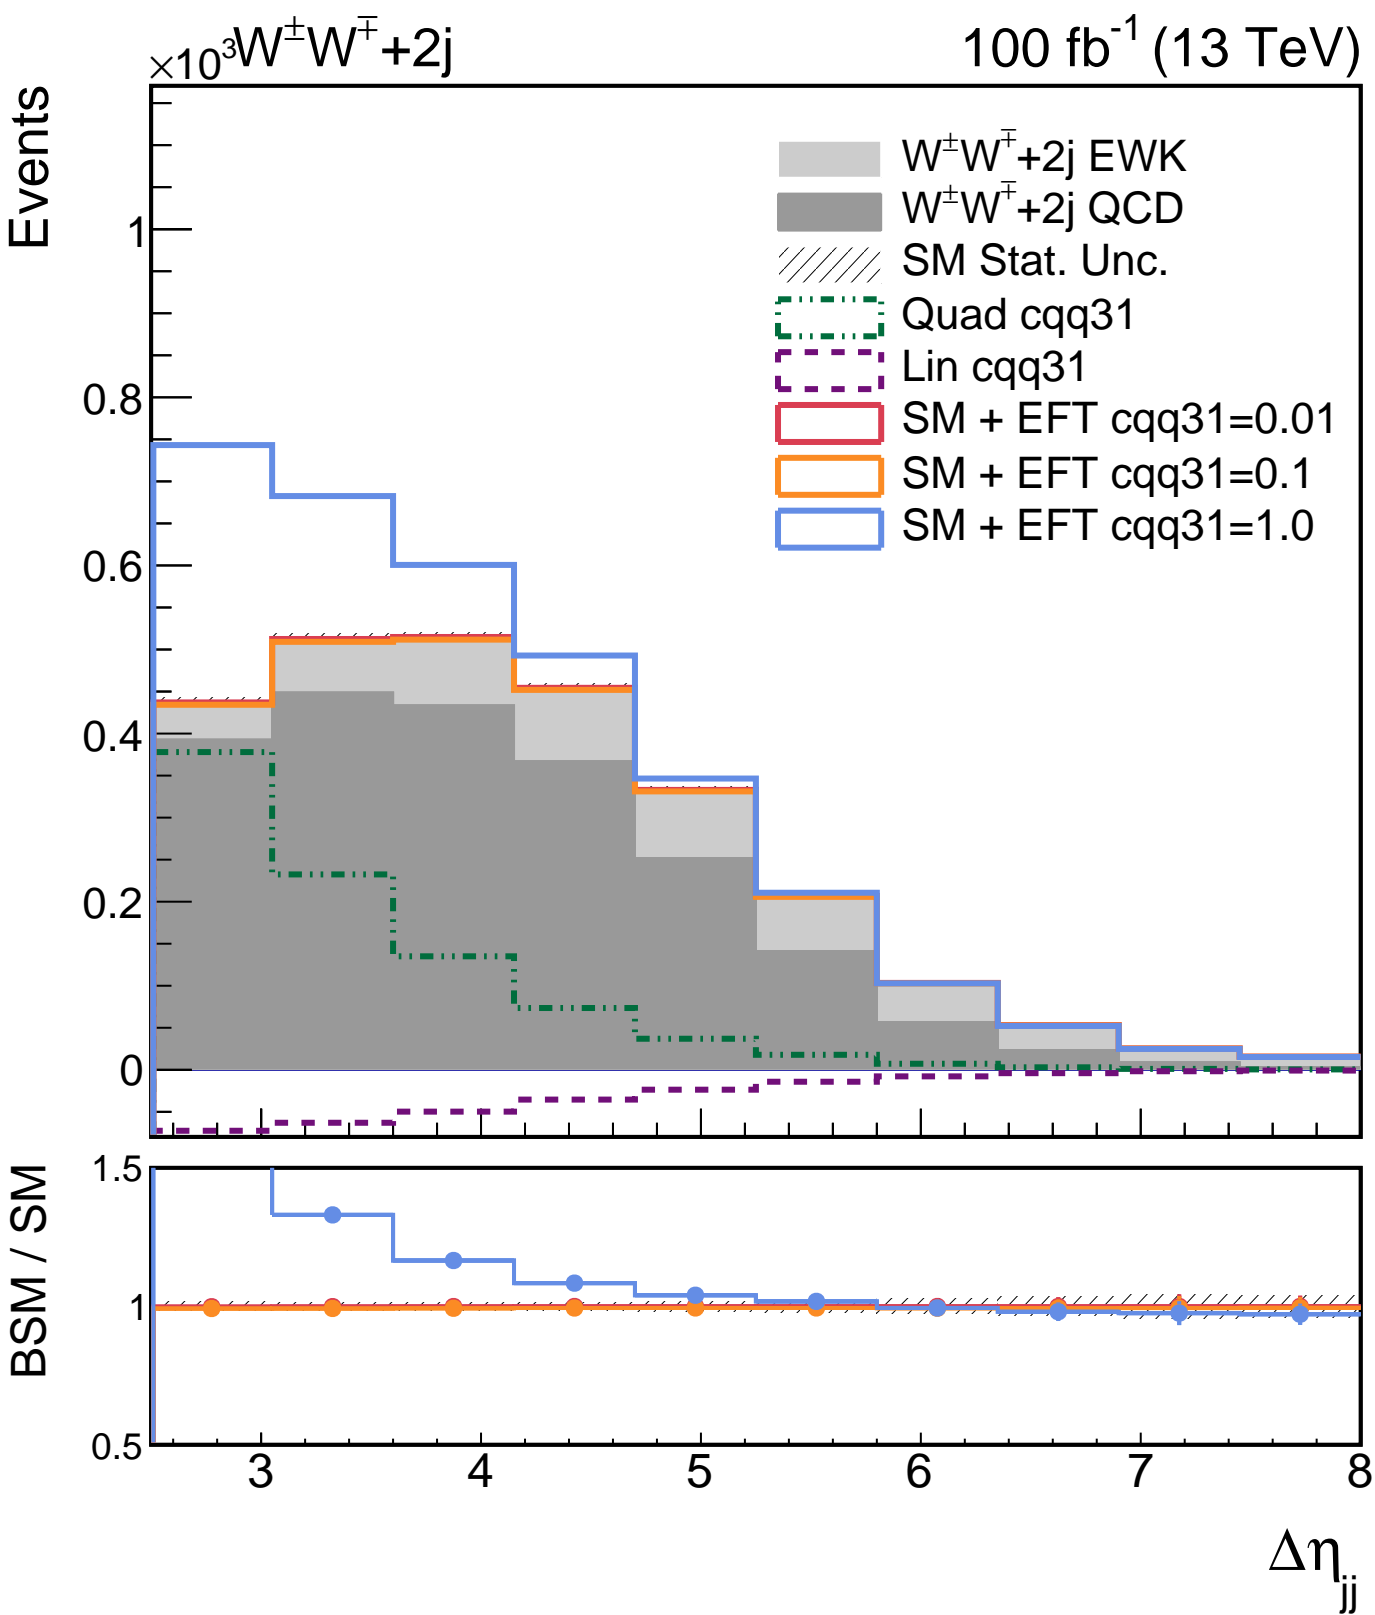 ×10³ W±W∓+2j 100 fb⁻¹ (13 TeV)
Events
W±W∓+2j EWK
W±W∓+2j QCD
SM Stat. Unc.
Quad cqq31
Lin cqq31
SM + EFT cqq31=0.01
SM + EFT cqq31=0.1
SM + EFT cqq31=1.0
1
0.8
0.6
0.4
0.2
0
BSM / SM
1.5
1
0.5
3 4 5 6 7 8
Δη_jj